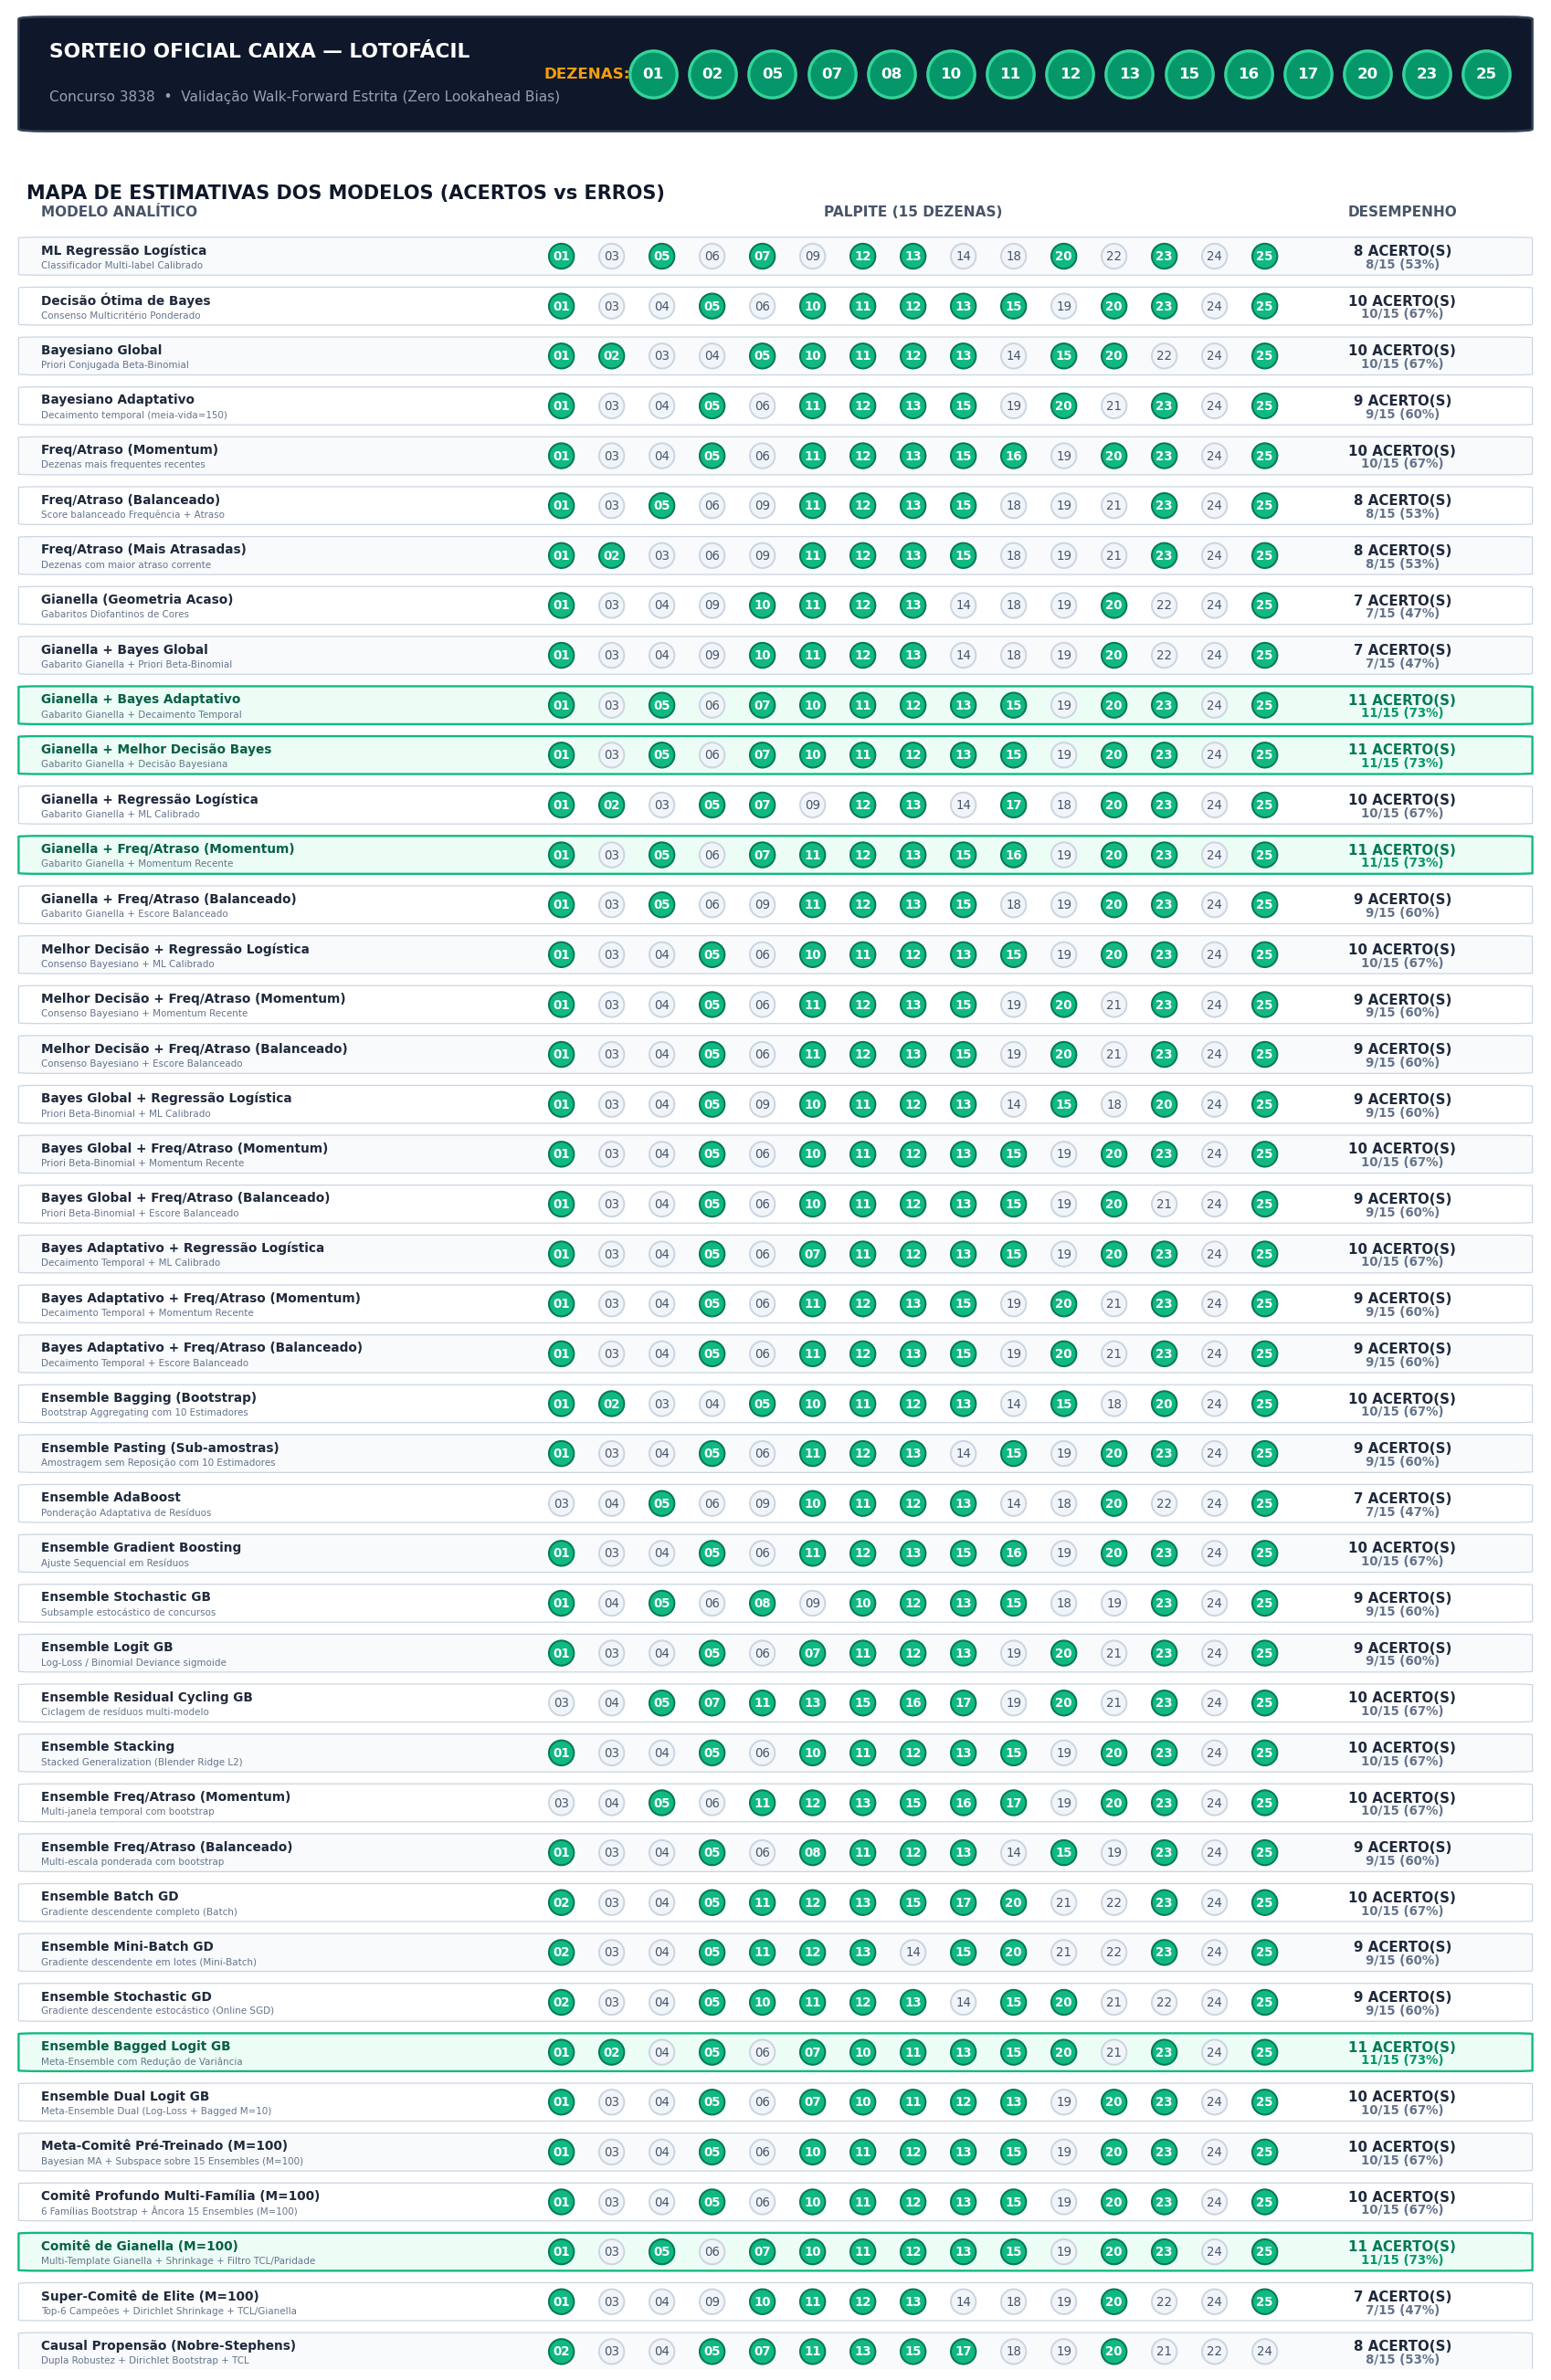 SORTEIO OFICIAL CAIXA — LOTOFÁCIL
DEZENAS: 01 02 05 07 08 10 11 12 13 15 16 17 20 23 25
Concurso 3838 • Validação Walk-Forward Estrita (Zero Lookahead Bias)
MAPA DE ESTIMATIVAS DOS MODELOS (ACERTOS vs ERROS)
MODELO ANALÍTICO PALPITE (15 DEZENAS) DESEMPENHO
ML Regressão Logística 01 03 05 06 07 09 12 13 14 18 20 22 23 24 25 8 ACERTO(S)
Classificador Multi-label Calibrado 8/15 (53%)
Decisão Ótima de Bayes 01 03 04 05 06 10 11 12 13 15 19 20 23 24 25 10 ACERTO(S)
Consenso Multicritério Ponderado 10/15 (67%)
Bayesiano Global 01 02 03 04 05 10 11 12 13 14 15 20 22 24 25 10 ACERTO(S)
Priori Conjugada Beta-Binomial 10/15 (67%)
Bayesiano Adaptativo 01 03 04 05 06 11 12 13 15 19 20 21 23 24 25 9 ACERTO(S)
Decaimento temporal (meia-vida=150) 9/15 (60%)
Freq/Atraso (Momentum) 01 03 04 05 06 11 12 13 15 16 19 20 23 24 25 10 ACERTO(S)
Dezenas mais frequentes recentes 10/15 (67%)
Freq/Atraso (Balanceado) 01 03 05 06 09 11 12 13 15 18 19 21 23 24 25 8 ACERTO(S)
Score balanceado Frequência + Atraso 8/15 (53%)
Freq/Atraso (Mais Atrasadas) 01 02 03 06 09 11 12 13 15 18 19 21 23 24 25 8 ACERTO(S)
Dezenas com maior atraso corrente 8/15 (53%)
Gianella (Geometria Acaso) 01 03 04 09 10 11 12 13 14 18 19 20 22 24 25 7 ACERTO(S)
Gabaritos Diofantinos de Cores 7/15 (47%)
Gianella + Bayes Global 01 03 04 09 10 11 12 13 14 18 19 20 22 24 25 7 ACERTO(S)
Gabarito Gianella + Priori Beta-Binomial 7/15 (47%)
Gianella + Bayes Adaptativo 01 03 05 06 07 10 11 12 13 15 19 20 23 24 25 11 ACERTO(S)
Gabarito Gianella + Decaimento Temporal 11/15 (73%)
Gianella + Melhor Decisão Bayes 01 03 05 06 07 10 11 12 13 15 19 20 23 24 25 11 ACERTO(S)
Gabarito Gianella + Decisão Bayesiana 11/15 (73%)
Gianella + Regressão Logística 01 02 03 05 07 09 12 13 14 17 18 20 23 24 25 10 ACERTO(S)
Gabarito Gianella + ML Calibrado 10/15 (67%)
Gianella + Freq/Atraso (Momentum) 01 03 05 06 07 11 12 13 15 16 19 20 23 24 25 11 ACERTO(S)
Gabarito Gianella + Momentum Recente 11/15 (73%)
Gianella + Freq/Atraso (Balanceado) 01 03 05 06 09 11 12 13 15 18 19 20 23 24 25 9 ACERTO(S)
Gabarito Gianella + Escore Balanceado 9/15 (60%)
Melhor Decisão + Regressão Logística 01 03 04 05 06 10 11 12 13 15 19 20 23 24 25 10 ACERTO(S)
Consenso Bayesiano + ML Calibrado 10/15 (67%)
Melhor Decisão + Freq/Atraso (Momentum) 01 03 04 05 06 11 12 13 15 19 20 21 23 24 25 9 ACERTO(S)
Consenso Bayesiano + Momentum Recente 9/15 (60%)
Melhor Decisão + Freq/Atraso (Balanceado) 01 03 04 05 06 11 12 13 15 19 20 21 23 24 25 9 ACERTO(S)
Consenso Bayesiano + Escore Balanceado 9/15 (60%)
Bayes Global + Regressão Logística 01 03 04 05 09 10 11 12 13 14 15 18 20 24 25 9 ACERTO(S)
Priori Beta-Binomial + ML Calibrado 9/15 (60%)
Bayes Global + Freq/Atraso (Momentum) 01 03 04 05 06 10 11 12 13 15 19 20 23 24 25 10 ACERTO(S)
Priori Beta-Binomial + Momentum Recente 10/15 (67%)
Bayes Global + Freq/Atraso (Balanceado) 01 03 04 05 06 10 11 12 13 15 19 20 21 24 25 9 ACERTO(S)
Priori Beta-Binomial + Escore Balanceado 9/15 (60%)
Bayes Adaptativo + Regressão Logística 01 03 04 05 06 07 11 12 13 15 19 20 23 24 25 10 ACERTO(S)
Decaimento Temporal + ML Calibrado 10/15 (67%)
Bayes Adaptativo + Freq/Atraso (Momentum) 01 03 04 05 06 11 12 13 15 19 20 21 23 24 25 9 ACERTO(S)
Decaimento Temporal + Momentum Recente 9/15 (60%)
Bayes Adaptativo + Freq/Atraso (Balanceado) 01 03 04 05 06 11 12 13 15 19 20 21 23 24 25 9 ACERTO(S)
Decaimento Temporal + Escore Balanceado 9/15 (60%)
Ensemble Bagging (Bootstrap) 01 02 03 04 05 10 11 12 13 14 15 18 20 24 25 10 ACERTO(S)
Bootstrap Aggregating com 10 Estimadores 10/15 (67%)
Ensemble Pasting (Sub-amostras) 01 03 04 05 06 11 12 13 14 15 19 20 23 24 25 9 ACERTO(S)
Amostragem sem Reposição com 10 Estimadores 9/15 (60%)
Ensemble AdaBoost 03 04 05 06 09 10 11 12 13 14 18 20 22 24 25 7 ACERTO(S)
Ponderação Adaptativa de Resíduos 7/15 (47%)
Ensemble Gradient Boosting 01 03 04 05 06 11 12 13 15 16 19 20 23 24 25 10 ACERTO(S)
Ajuste Sequencial em Resíduos 10/15 (67%)
Ensemble Stochastic GB 01 04 05 06 08 09 10 12 13 15 18 19 23 24 25 9 ACERTO(S)
Subsample estocástico de concursos 9/15 (60%)
Ensemble Logit GB 01 03 04 05 06 07 11 12 13 19 20 21 23 24 25 9 ACERTO(S)
Log-Loss / Binomial Deviance sigmoide 9/15 (60%)
Ensemble Residual Cycling GB 03 04 05 07 11 13 15 16 17 19 20 21 23 24 25 10 ACERTO(S)
Ciclagem de resíduos multi-modelo 10/15 (67%)
Ensemble Stacking 01 03 04 05 06 10 11 12 13 15 19 20 23 24 25 10 ACERTO(S)
Stacked Generalization (Blender Ridge L2) 10/15 (67%)
Ensemble Freq/Atraso (Momentum) 03 04 05 06 11 12 13 15 16 17 19 20 23 24 25 10 ACERTO(S)
Multi-janela temporal com bootstrap 10/15 (67%)
Ensemble Freq/Atraso (Balanceado) 01 03 04 05 06 08 11 12 13 14 15 19 23 24 25 9 ACERTO(S)
Multi-escala ponderada com bootstrap 9/15 (60%)
Ensemble Batch GD 02 03 04 05 11 12 13 15 17 20 21 22 23 24 25 10 ACERTO(S)
Gradiente descendente completo (Batch) 10/15 (67%)
Ensemble Mini-Batch GD 02 03 04 05 11 12 13 14 15 20 21 22 23 24 25 9 ACERTO(S)
Gradiente descendente em lotes (Mini-Batch) 9/15 (60%)
Ensemble Stochastic GD 02 03 04 05 10 11 12 13 14 15 20 21 22 24 25 9 ACERTO(S)
Gradiente descendente estocástico (Online SGD) 9/15 (60%)
Ensemble Bagged Logit GB 01 02 04 05 06 07 10 11 13 15 20 21 23 24 25 11 ACERTO(S)
Meta-Ensemble com Redução de Variância 11/15 (73%)
Ensemble Dual Logit GB 01 03 04 05 06 07 10 11 12 13 19 20 23 24 25 10 ACERTO(S)
Meta-Ensemble Dual (Log-Loss + Bagged M=10) 10/15 (67%)
Meta-Comitê Pré-Treinado (M=100) 01 03 04 05 06 10 11 12 13 15 19 20 23 24 25 10 ACERTO(S)
Bayesian MA + Subspace sobre 15 Ensembles (M=100) 10/15 (67%)
Comitê Profundo Multi-Família (M=100) 01 03 04 05 06 10 11 12 13 15 19 20 23 24 25 10 ACERTO(S)
6 Famílias Bootstrap + Âncora 15 Ensembles (M=100) 10/15 (67%)
Comitê de Gianella (M=100) 01 03 05 06 07 10 11 12 13 15 19 20 23 24 25 11 ACERTO(S)
Multi-Template Gianella + Shrinkage + Filtro TCL/Paridade 11/15 (73%)
Super-Comitê de Elite (M=100) 01 03 04 09 10 11 12 13 14 18 19 20 22 24 25 7 ACERTO(S)
Top-6 Campeões + Dirichlet Shrinkage + TCL/Gianella 7/15 (47%)
Causal Propensão (Nobre-Stephens) 02 03 04 05 07 11 13 15 17 18 19 20 21 22 24 8 ACERTO(S)
Dupla Robustez + Dirichlet Bootstrap + TCL 8/15 (53%)